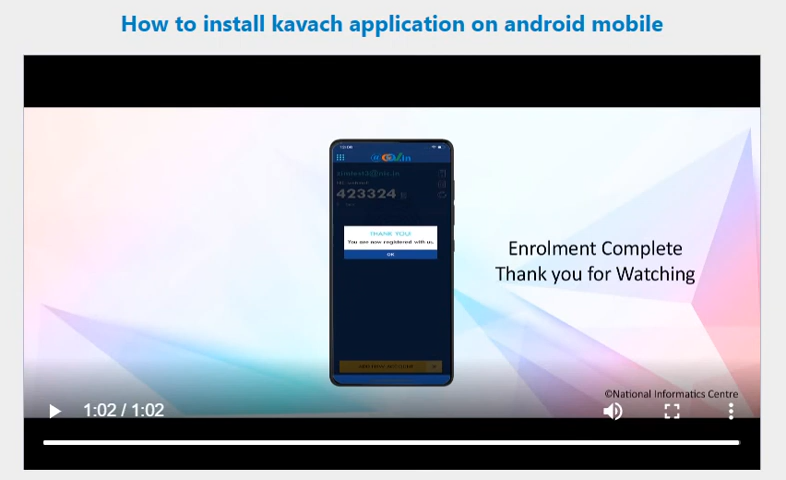 How to install kavach application on android mobile
423324
THANK YOU
You are now registered with us.
OK
Enrolment Complete
Thank you for Watching
©National Informatics Centre
1:02 / 1:02